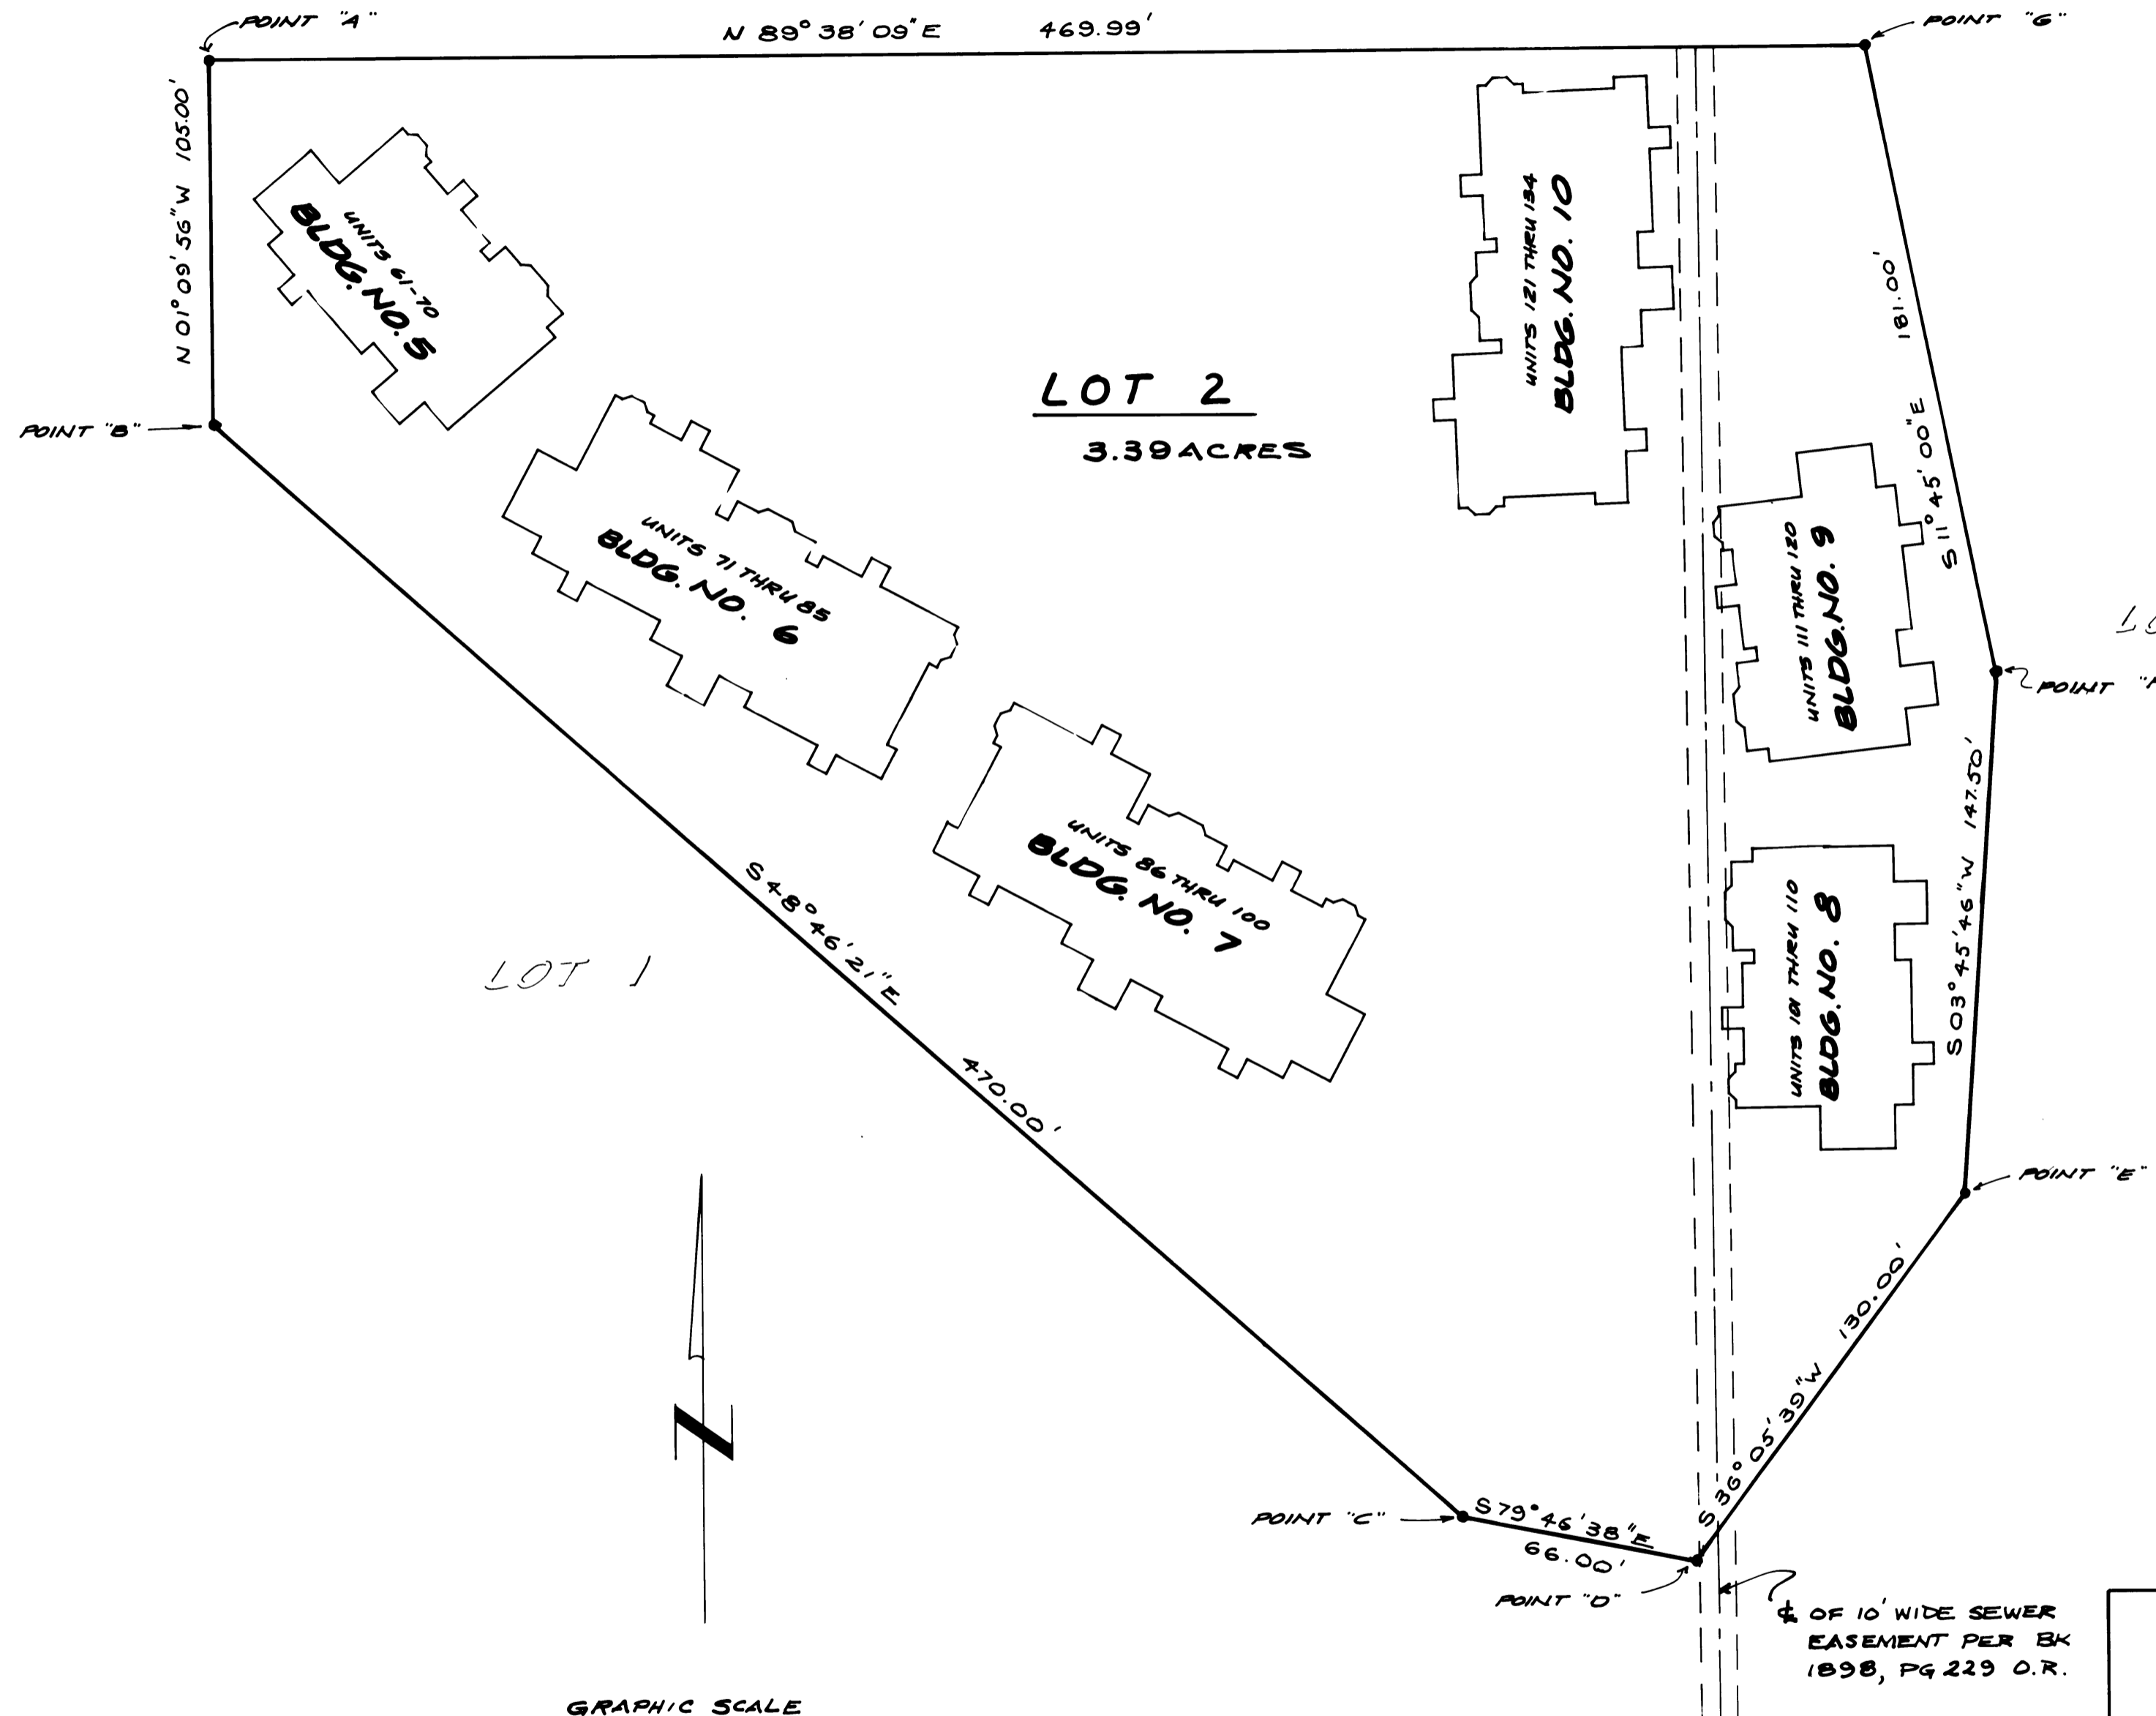 POINT "A"
N 89° 38' 09" E 469.99'
POINT "G"
N 01° 09' 56" W 105.00'
POINT "B"
UNITS 61-70
BLDG. NO. 5
UNITS 71 THRU 85
BLDG. NO. 6
LOT 2
3.39 ACRES
UNITS 121 THRU 134
BLDG. NO. 10
181.00'
S 11° 45' 00" E
UNITS 111 THRU 120
BLDG. NO. 9
POINT
UNITS 86 THRU 100
BLDG. NO. 7
S 03° 45' 46" W 147.50'
UNITS 101 THRU 110
BLDG. NO. 8
LOT 1
S 48° 46' 21" E
470.00'
POINT "E"
130.00'
S 36° 05' 39" W
N
POINT "C"
S 79° 46' 38" E
66.00'
POINT "D"
℄ OF 10' WIDE SEWER
EASEMENT PER BK
1898, PG 229 O.R.
GRAPHIC SCALE